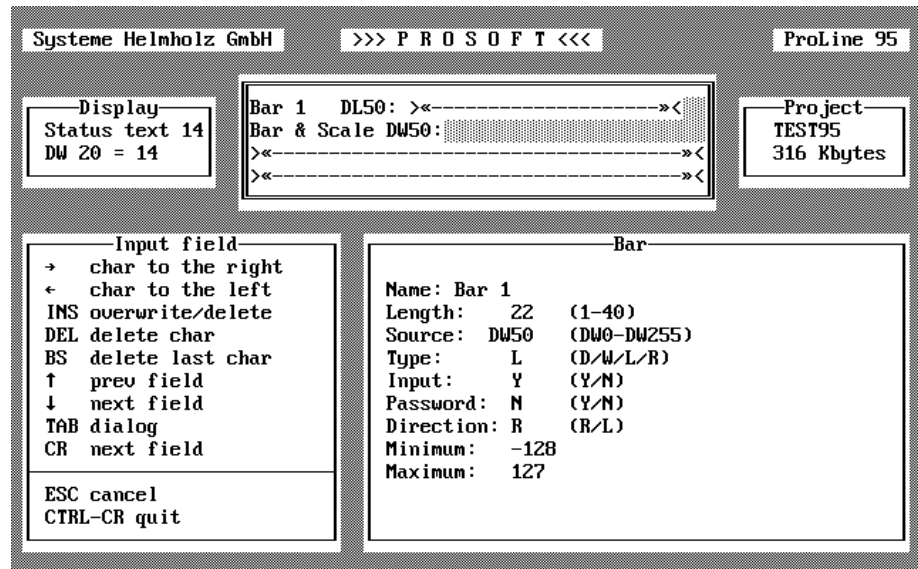 Systeme Helmholz GmbH >>> P R O S O F T <<< ProLine 95
Display
Status text 14
DW 20 = 14
Bar 1 DL50: >«-----------------------»<
Bar & Scale DW50:
>«--------------------------------------»<
>«--------------------------------------»<
Project
TEST95
316 Kbytes
Input field
→ char to the right
← char to the left
INS overwrite/delete
DEL delete char
BS delete last char
↑ prev field
↓ next field
TAB dialog
CR next field
ESC cancel
CTRL-CR quit
Bar
Name: Bar 1
Length: 22 (1-40)
Source: DW50 (DW0-DW255)
Type: L (D/W/L/R)
Input: Y (Y/N)
Password: N (Y/N)
Direction: R (R/L)
Minimum: -128
Maximum: 127